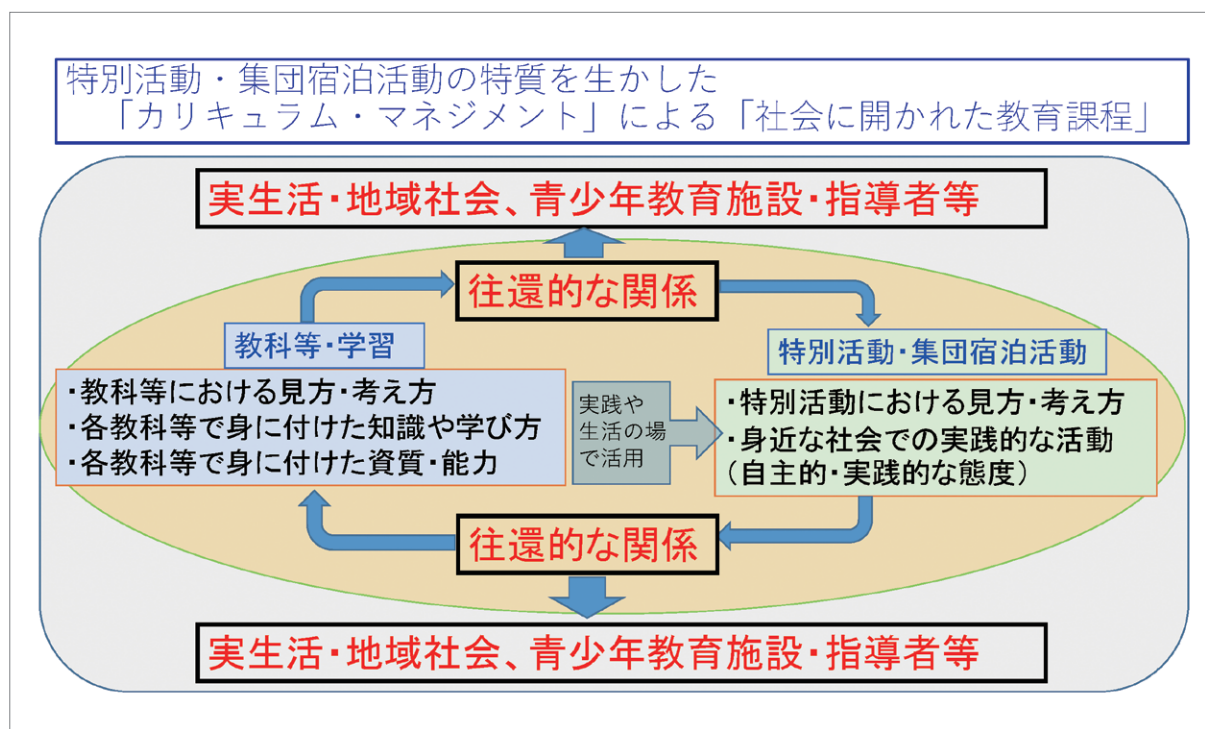 特別活動・集団宿泊活動の特質を生かした
「カリキュラム・マネジメント」による「社会に開かれた教育課程」
実生活・地域社会、青少年教育施設・指導者等
往還的な関係
教科等・学習
・教科等における見方・考え方
・各教科等で身に付けた知識や学び方
・各教科等で身に付けた資質・能力
実践や
生活の場
で活用
特別活動・集団宿泊活動
・特別活動における見方・考え方
・身近な社会での実践的な活動
（自主的・実践的な態度）
往還的な関係
実生活・地域社会、青少年教育施設・指導者等